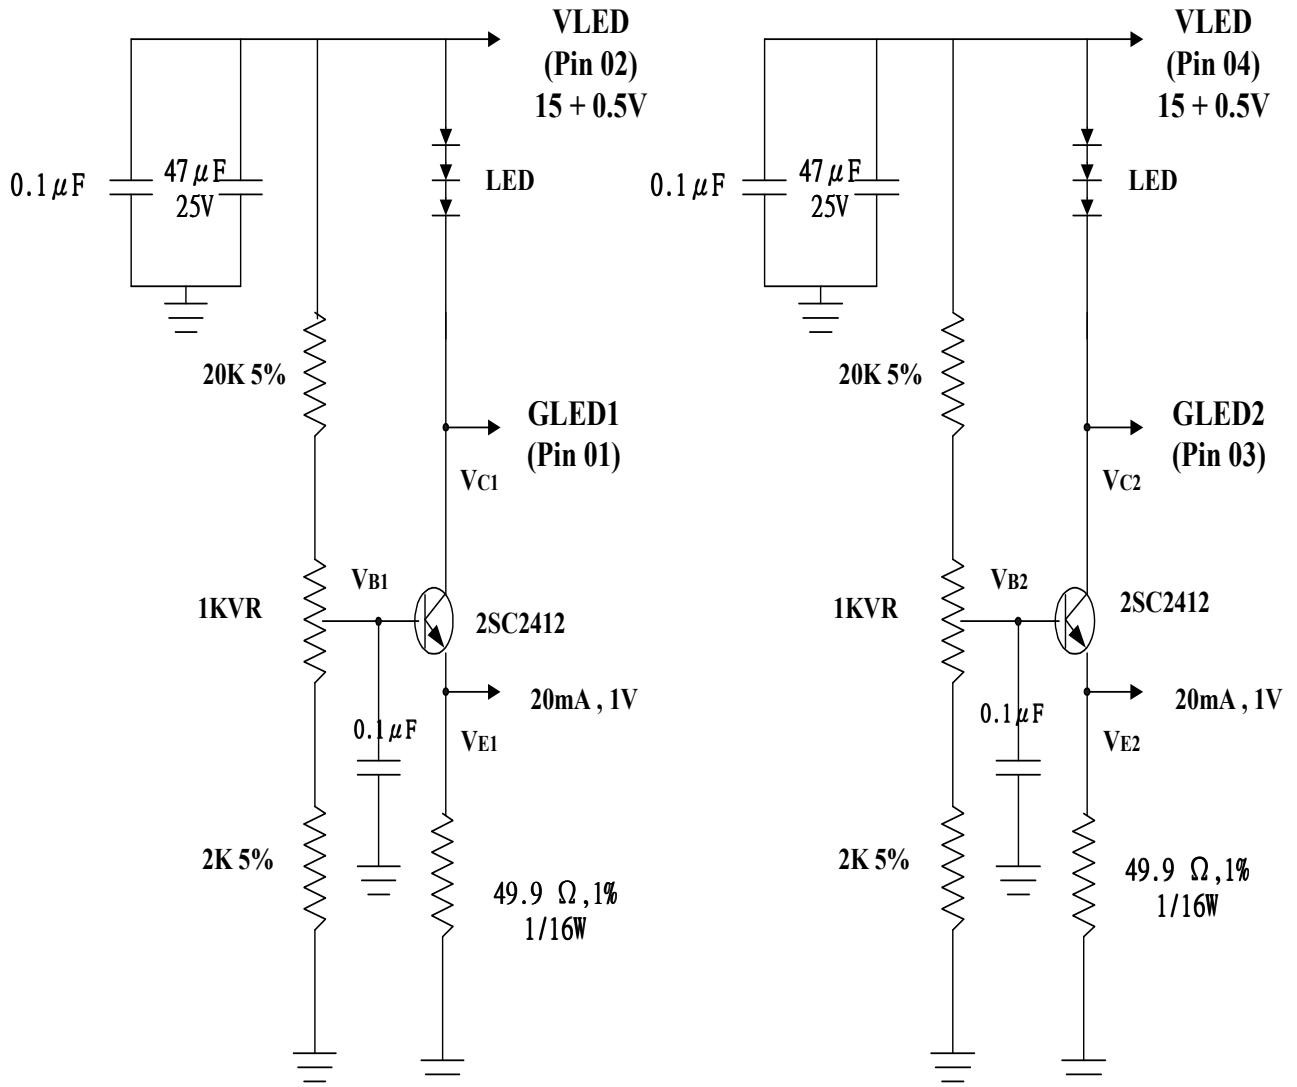 VLED
(Pin 02)
15 + 0.5V
0.1μF
47μF
25V
LED
20K 5%
GLED1
(Pin 01)
VC1
VB1
1KVR
2SC2412
20mA , 1V
0.1μF
VE1
2K 5%
49.9 Ω,1%
1/16W
VLED
(Pin 04)
15 + 0.5V
0.1μF
47μF
25V
LED
20K 5%
GLED2
(Pin 03)
VC2
VB2
1KVR
2SC2412
20mA , 1V
0.1μF
VE2
2K 5%
49.9 Ω,1%
1/16W